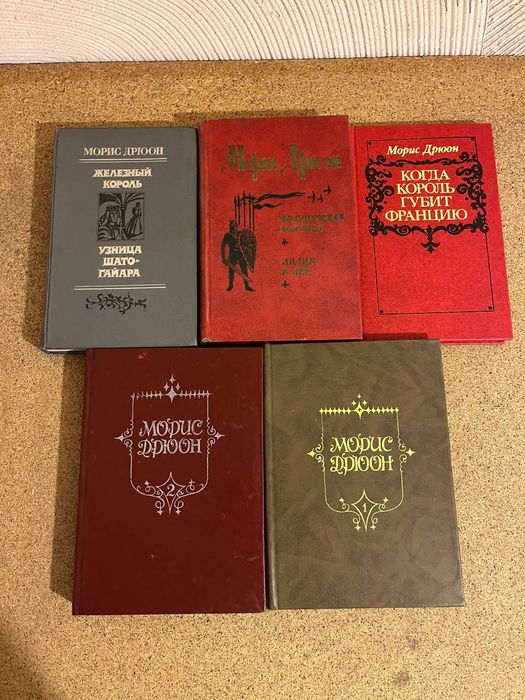 МОРИС ДРЮОН
ЖЕЛЕЗНЫЙ
КОРОЛЬ
УЗНИЦА
ШАТО-
ГАЙАРА
Морис Дрюон
ФРАНЦУЗСКАЯ
ВОЛЧИЦА
ЛИЛИЯ
И ЛЕВ
Морис Дрюон
КОГДА
КОРОЛЬ
ГУБИТ
ФРАНЦИЮ
МОРИС
ДРЮОН
2
МОРИС
ДРЮОН
1